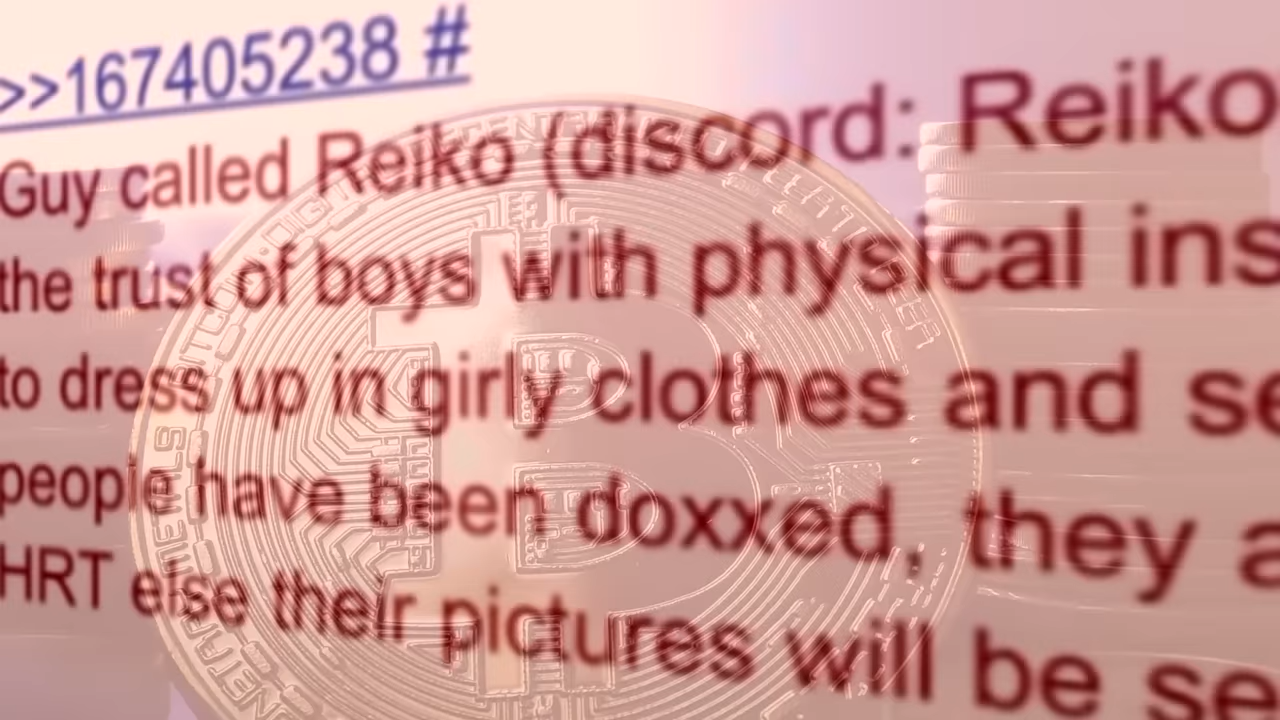 >>167405238 #
Guy called Reiko (discord: Reiko
the trust of boys with physical ins
to dress up in girly clothes and se
people have been doxxed, they a
HRT else their pictures will be se